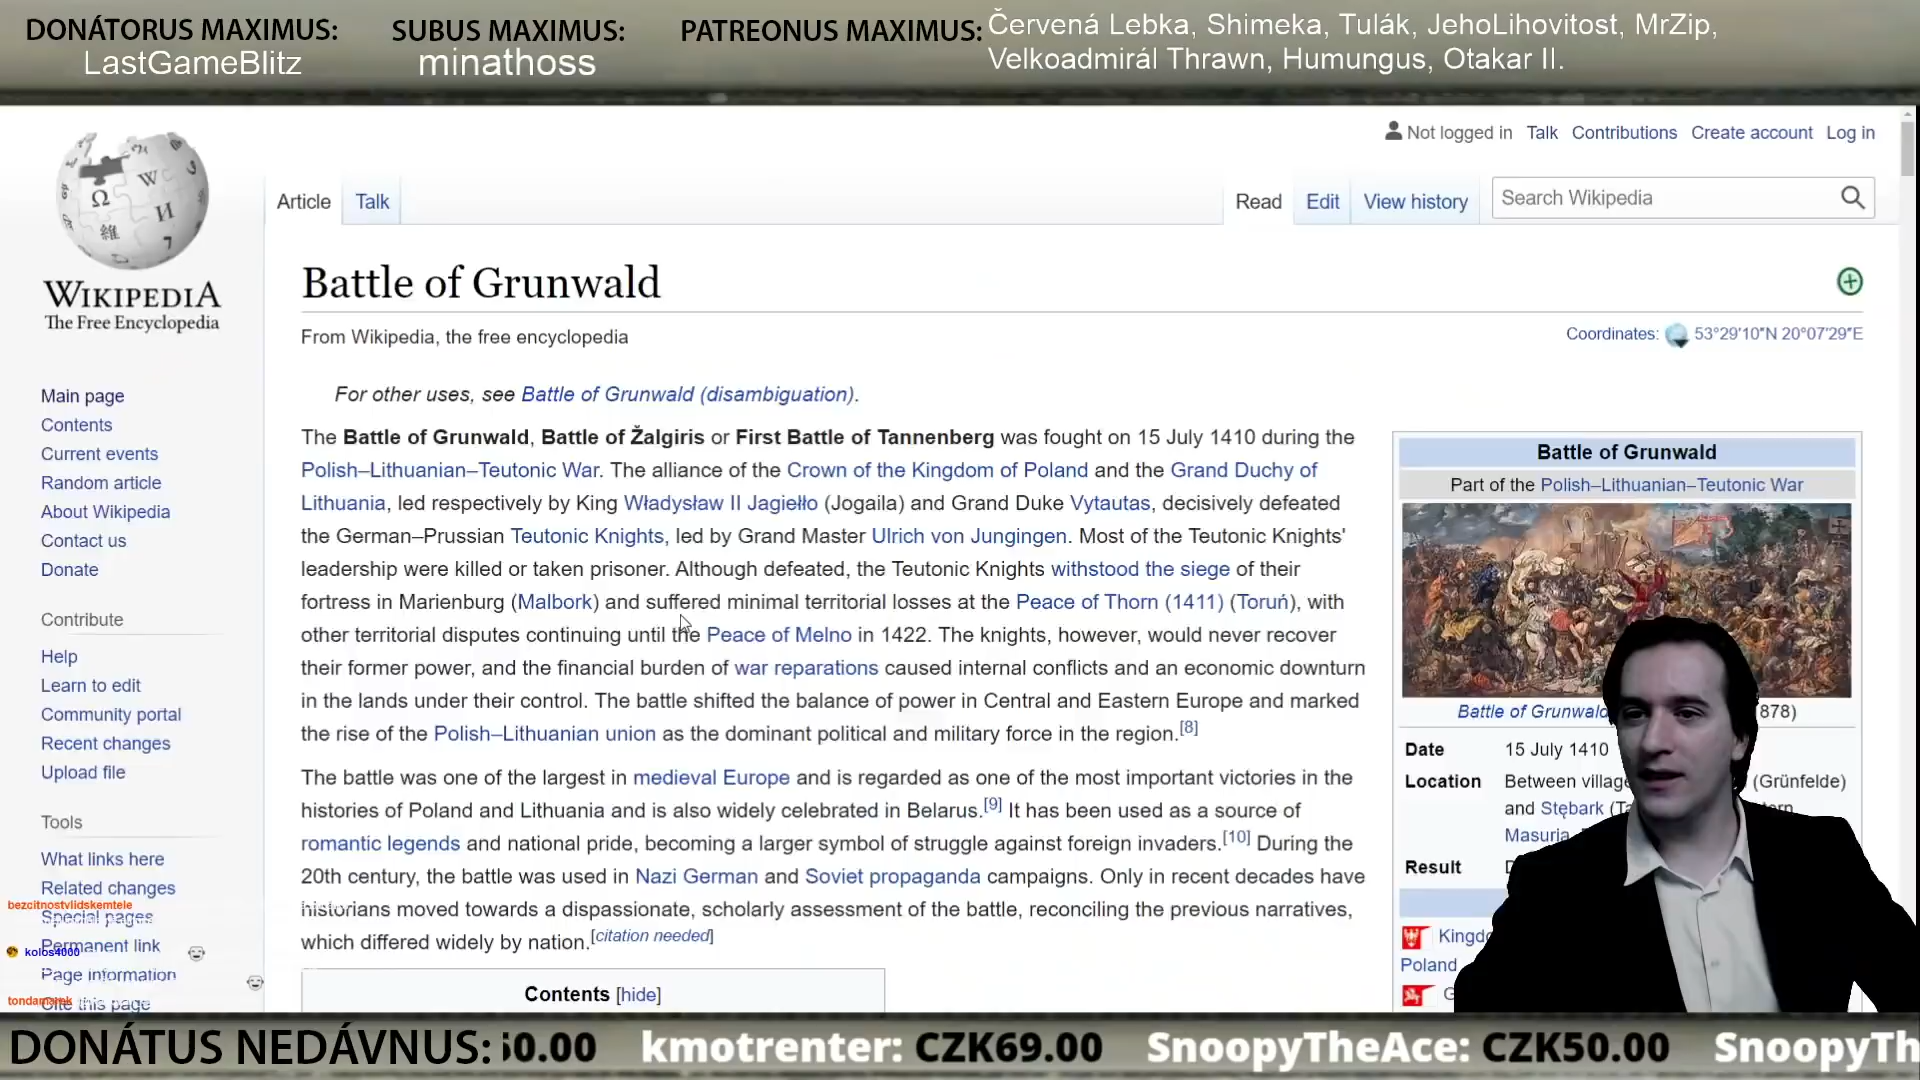 DONÁTORUS MAXIMUS:
LastGameBlitz
SUBUS MAXIMUS:
minathoss
PATREONUS MAXIMUS:
Červená Lebka, Shimeka, Tulák, JehoLihovitost, MrZip,
Velkoadmirál Thrawn, Humungus, Otakar II.
Not logged in Talk Contributions Create account Log in
Article Talk
Read Edit View history
Search Wikipedia
WIKIPEDIA
The Free Encyclopedia
Main page
Contents
Current events
Random article
About Wikipedia
Contact us
Donate
Contribute
Help
Learn to edit
Community portal
Recent changes
Upload file
Tools
What links here
Related changes
bezcitnostvlidskemtele
Special pages
Permanent link
kolos4000
Page information
Cite this page
Battle of Grunwald
From Wikipedia, the free encyclopedia
Coordinates: 53°29′10″N 20°07′29″E
For other uses, see Battle of Grunwald (disambiguation).
The Battle of Grunwald, Battle of Žalgiris or First Battle of Tannenberg was fought on 15 July 1410 during the
Polish–Lithuanian–Teutonic War. The alliance of the Crown of the Kingdom of Poland and the Grand Duchy of
Lithuania, led respectively by King Władysław II Jagiełło (Jogaila) and Grand Duke Vytautas, decisively defeated
the German–Prussian Teutonic Knights, led by Grand Master Ulrich von Jungingen. Most of the Teutonic Knights'
leadership were killed or taken prisoner. Although defeated, the Teutonic Knights withstood the siege of their
fortress in Marienburg (Malbork) and suffered minimal territorial losses at the Peace of Thorn (1411) (Toruń), with
other territorial disputes continuing until the Peace of Melno in 1422. The knights, however, would never recover
their former power, and the financial burden of war reparations caused internal conflicts and an economic downturn
in the lands under their control. The battle shifted the balance of power in Central and Eastern Europe and marked
the rise of the Polish–Lithuanian union as the dominant political and military force in the region.[8]
The battle was one of the largest in medieval Europe and is regarded as one of the most important victories in the
histories of Poland and Lithuania and is also widely celebrated in Belarus.[9] It has been used as a source of
romantic legends and national pride, becoming a larger symbol of struggle against foreign invaders.[10] During the
20th century, the battle was used in Nazi German and Soviet propaganda campaigns. Only in recent decades have
historians moved towards a dispassionate, scholarly assessment of the battle, reconciling the previous narratives,
which differed widely by nation.[citation needed]
Contents [hide]
Battle of Grunwald
Part of the Polish–Lithuanian–Teutonic War
Battle of Grunwald 878)
Date 15 July 1410
Location Between village (Grünfelde)
and Stębark
Masuria,
Result
Poland
DONÁTUS NEDÁVNUS: 50.00 kmotrenter: CZK69.00 SnoopyTheAce: CZK50.00 SnoopyTh